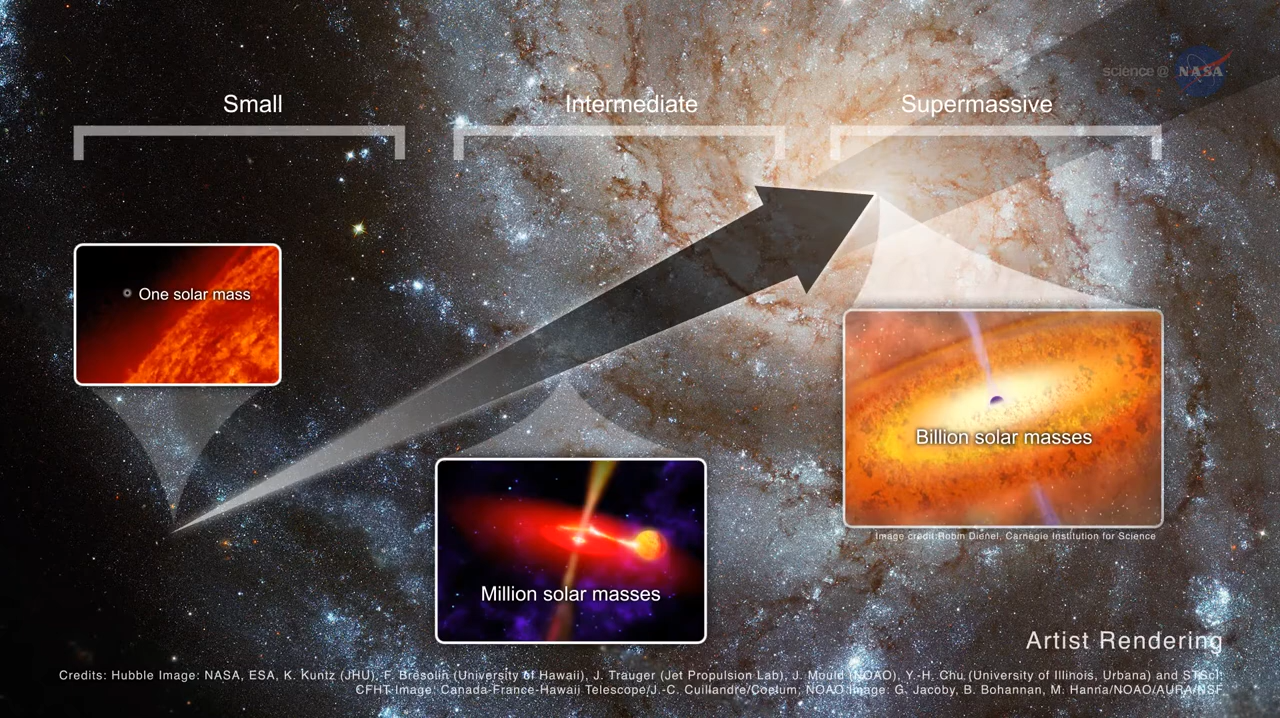 science@ NASA
Small
Intermediate
Supermassive
One solar mass
Billion solar masses
Image credit:Robin Dienel, Carnegie Institution for Science
Million solar masses
Artist Rendering
Credits: Hubble Image: NASA, ESA, K. Kuntz (JHU), F. Bresolin (University of Hawaii), J. Trauger (Jet Propulsion Lab), J. Mould (NOAO), Y.-H. Chu (University of Illinois, Urbana) and STScI;
CFHT Image: Canada-France-Hawaii Telescope/J.-C. Cuillandre/Coelum; NOAO Image: G. Jacoby, B. Bohannan, M. Hanna/NOAO/AURA/NSF